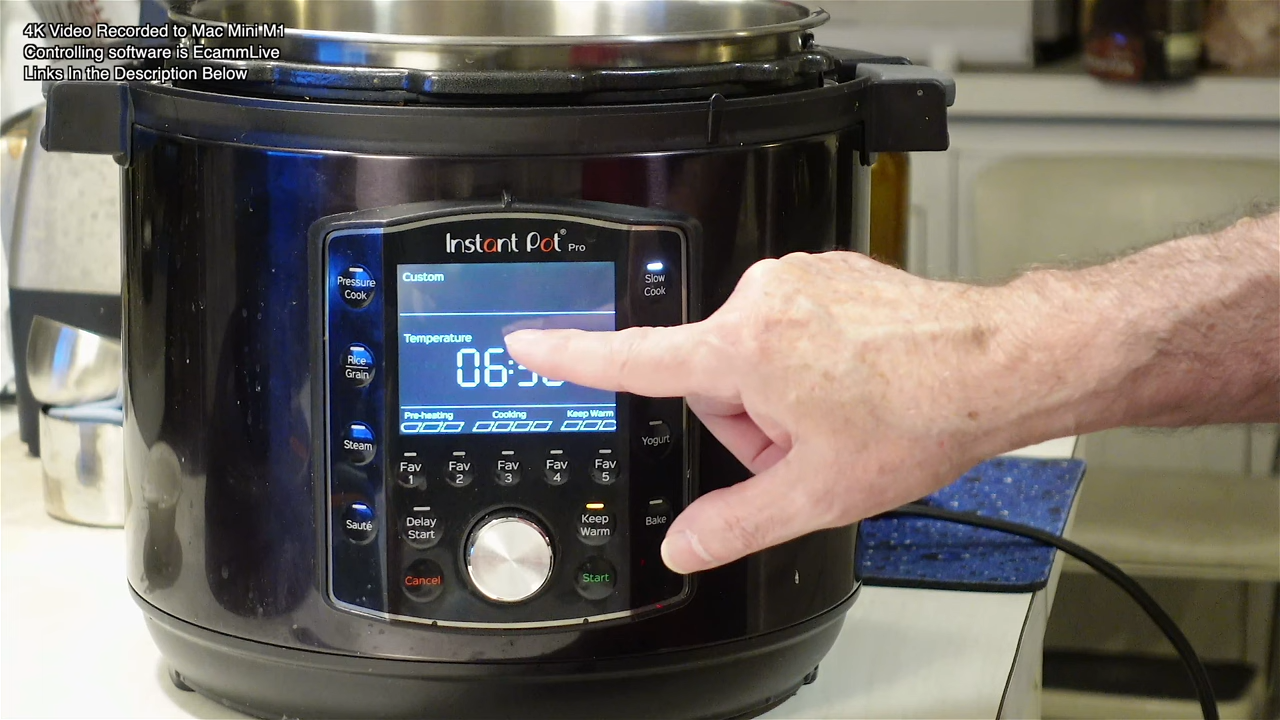 4K Video Recorded to Mac Mini M1
Controlling software is EcammLive
Links In the Description Below
Instant Pot® Pro
Pressure
Cook
Custom
Slow
Cook
Temperature
Rice
Grain
Pre-heating Cooking Keep Warm
Steam
Yogurt
Fav
1
Fav
2
Fav
3
Fav
4
Fav
5
Sauté
Delay
Start
Keep
Warm
Bake
Cancel
Start